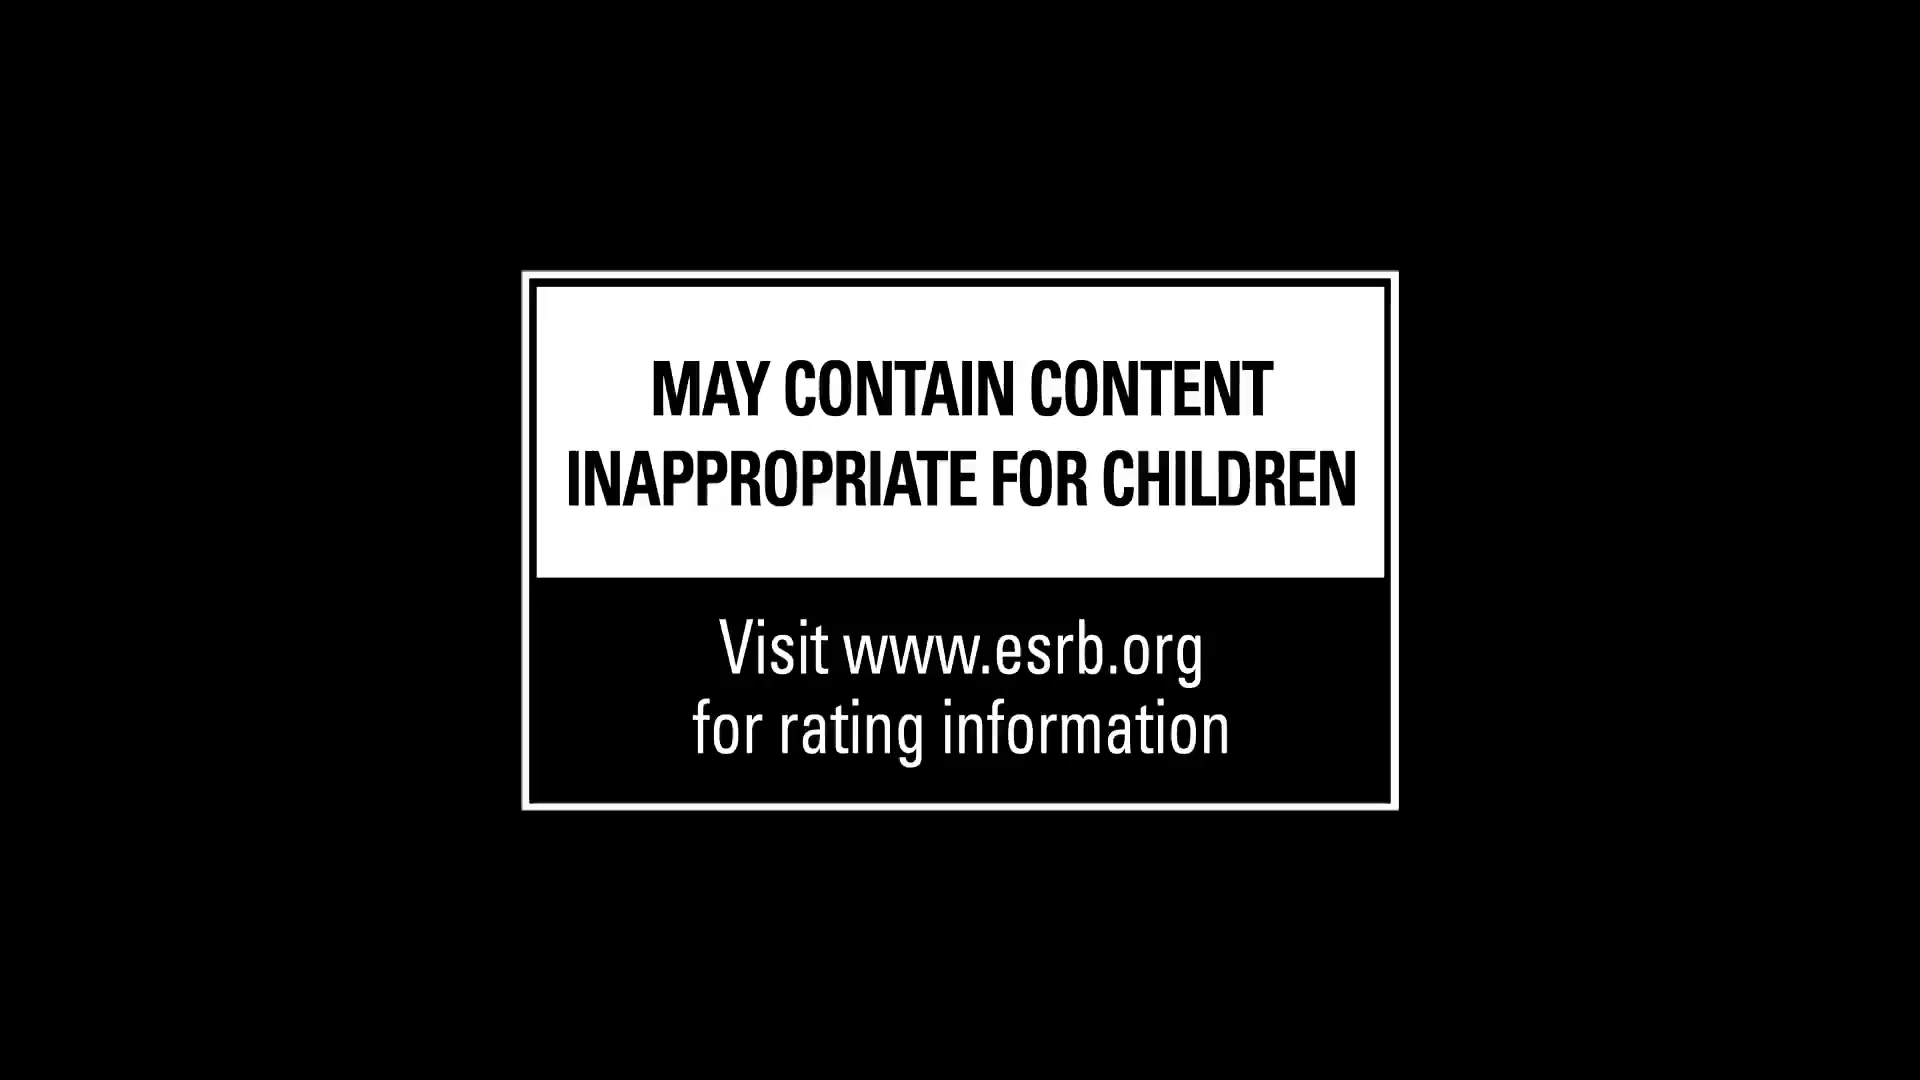 MAY CONTAIN CONTENT
INAPPROPRIATE FOR CHILDREN
Visit www.esrb.org
for rating information